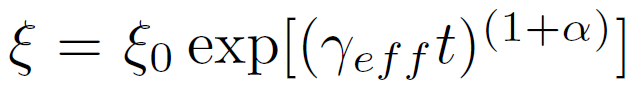 ξ = ξ₀ exp[(γ_{eff}t)^{(1+α)}]